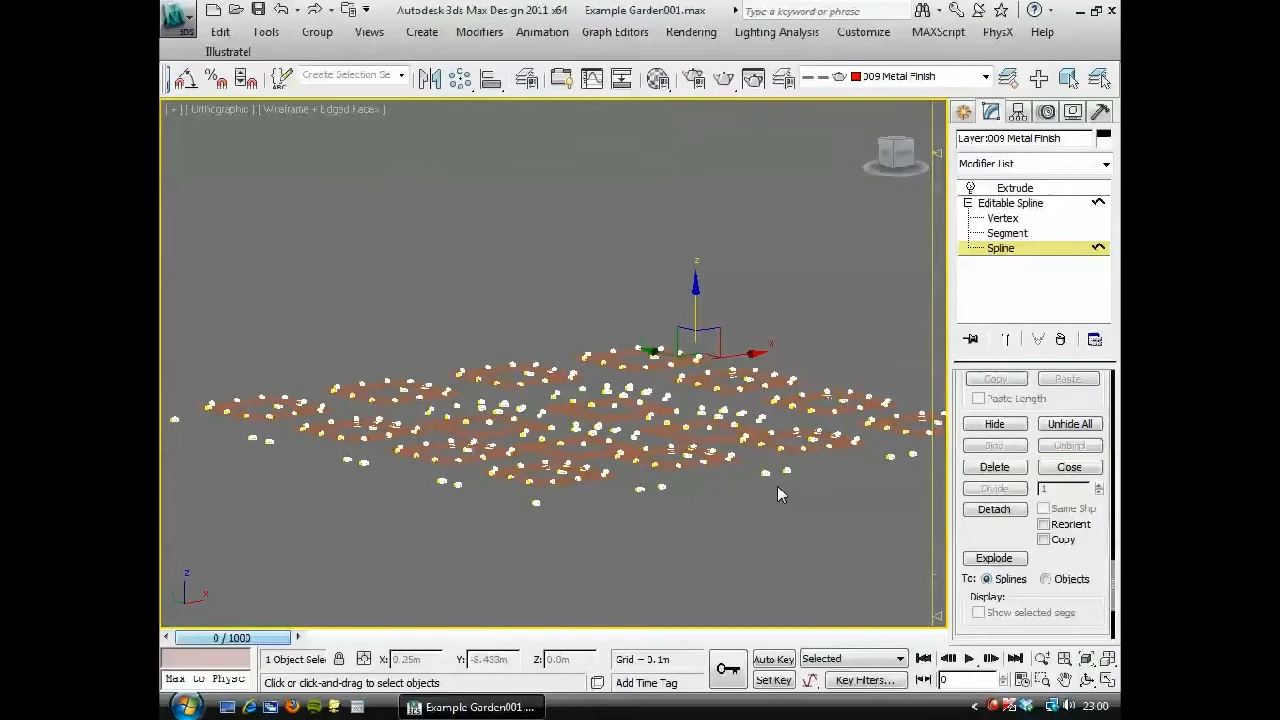 Autodesk 3ds Max Design 2011 x64 Example Garden001.max Type a keyword or phrase
3DS
Edit Tools Group Views Create Modifiers Animation Graph Editors Rendering Lighting Analysis Customize MAXScript PhysX Help
Illustrate!
Create Selection Se 009 Metal Finish
[ + ] [ Orthographic ] [ Wireframe + Edged Faces ]
Layer:009 Metal Finish
Modifier List
Extrude
Editable Spline
Vertex
Segment
Spline
z
x
Copy Paste
Paste Length
Hide Unhide All
Bind Unbind
Delete Close
Divide 1
Detach Same Shp
Reorient
Copy
Explode
To: Splines Objects
Display:
Show selected segs
z
x
0 / 1000
1 Object Selec X: 0.25m Y: -6.433m Z: 0.0m Grid = 0.1m Auto Key Selected
Max to Physc Click or click-and-drag to select objects Add Time Tag Set Key Key Filters... 0
Example Garden001 ... 23:00